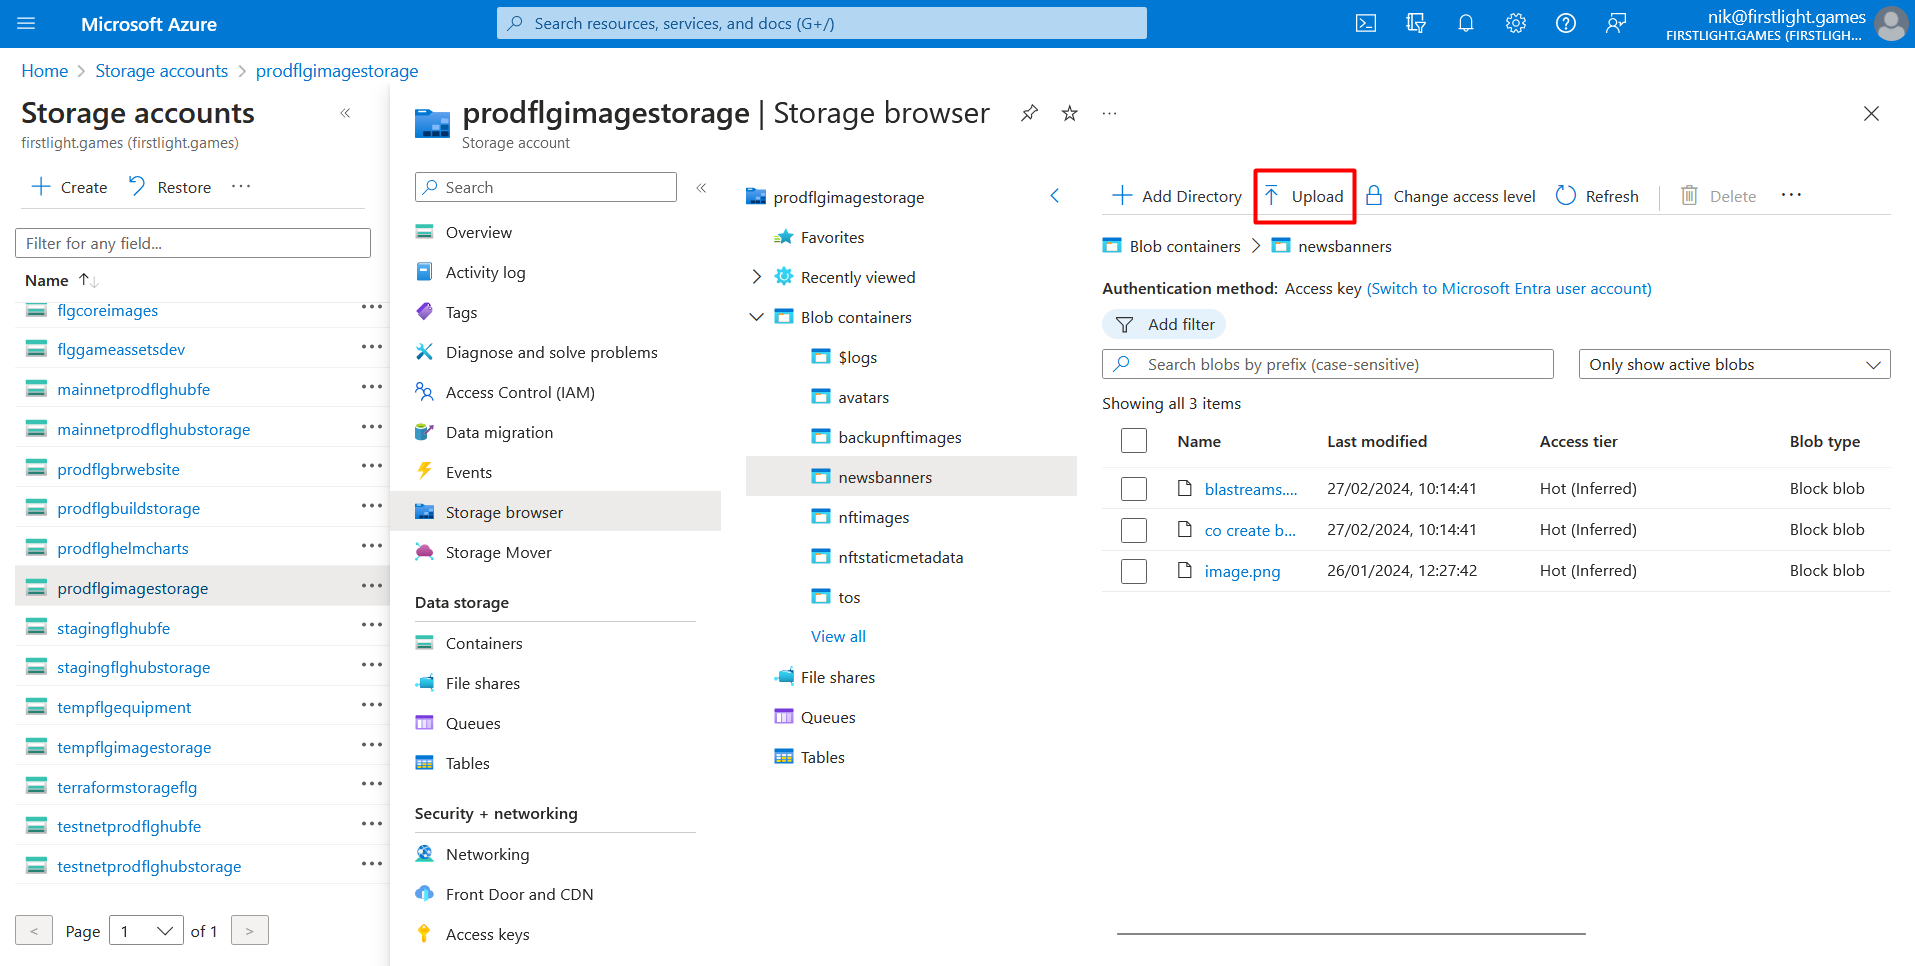 Microsoft Azure
Search resources, services, and docs (G+/)
nik@firstlight.games
FIRSTLIGHT.GAMES (FIRSTLIGH...
Home > Storage accounts > prodflgimagestorage
Storage accounts
firstlight.games (firstlight.games)
+ Create Restore ...
Filter for any field...
Name
flgcoreimages
flggameassetsdev
mainnetprodflghubfe
mainnetprodflghubstorage
prodflgbrwebsite
prodflgbuildstorage
prodflghelmcharts
prodflgimagestorage
stagingflghubfe
stagingflghubstorage
tempflgequipment
tempflgimagestorage
terraformstorageflg
testnetprodflghubfe
testnetprodflghubstorage
< Page 1 of 1 >
prodflgimagestorage | Storage browser
Storage account
Search
Overview
Activity log
Tags
Diagnose and solve problems
Access Control (IAM)
Data migration
Events
Storage browser
Storage Mover
Data storage
Containers
File shares
Queues
Tables
Security + networking
Networking
Front Door and CDN
Access keys
prodflgimagestorage
Favorites
Recently viewed
Blob containers
$logs
avatars
backupnftimages
newsbanners
nftimages
nftstaticmetadata
tos
View all
File shares
Queues
Tables
+ Add Directory Upload Change access level Refresh Delete ...
Blob containers > newsbanners
Authentication method: Access key (Switch to Microsoft Entra user account)
Add filter
Search blobs by prefix (case-sensitive)
Only show active blobs
Showing all 3 items
Name Last modified Access tier Blob type
blastreams.... 27/02/2024, 10:14:41 Hot (Inferred) Block blob
co create b... 27/02/2024, 10:14:41 Hot (Inferred) Block blob
image.png 26/01/2024, 12:27:42 Hot (Inferred) Block blob